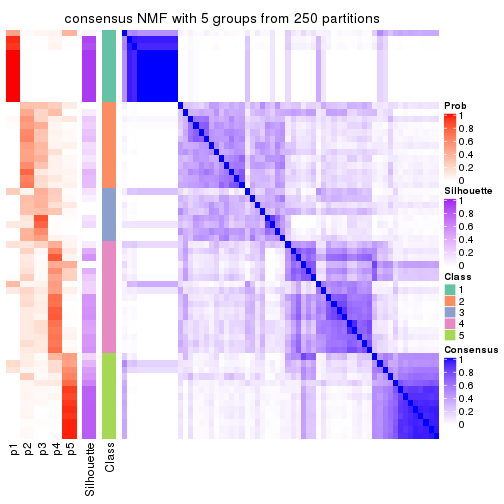 consensus NMF with 5 groups from 250 partitions
Prob
1
0.8
0.6
0.4
0.2
0
Silhouette
1
0.8
0.6
0.4
0.2
0
Class
1
2
3
4
5
Consensus
1
0.8
0.6
0.4
0.2
0
p1
p2
p3
p4
p5
Silhouette
Class